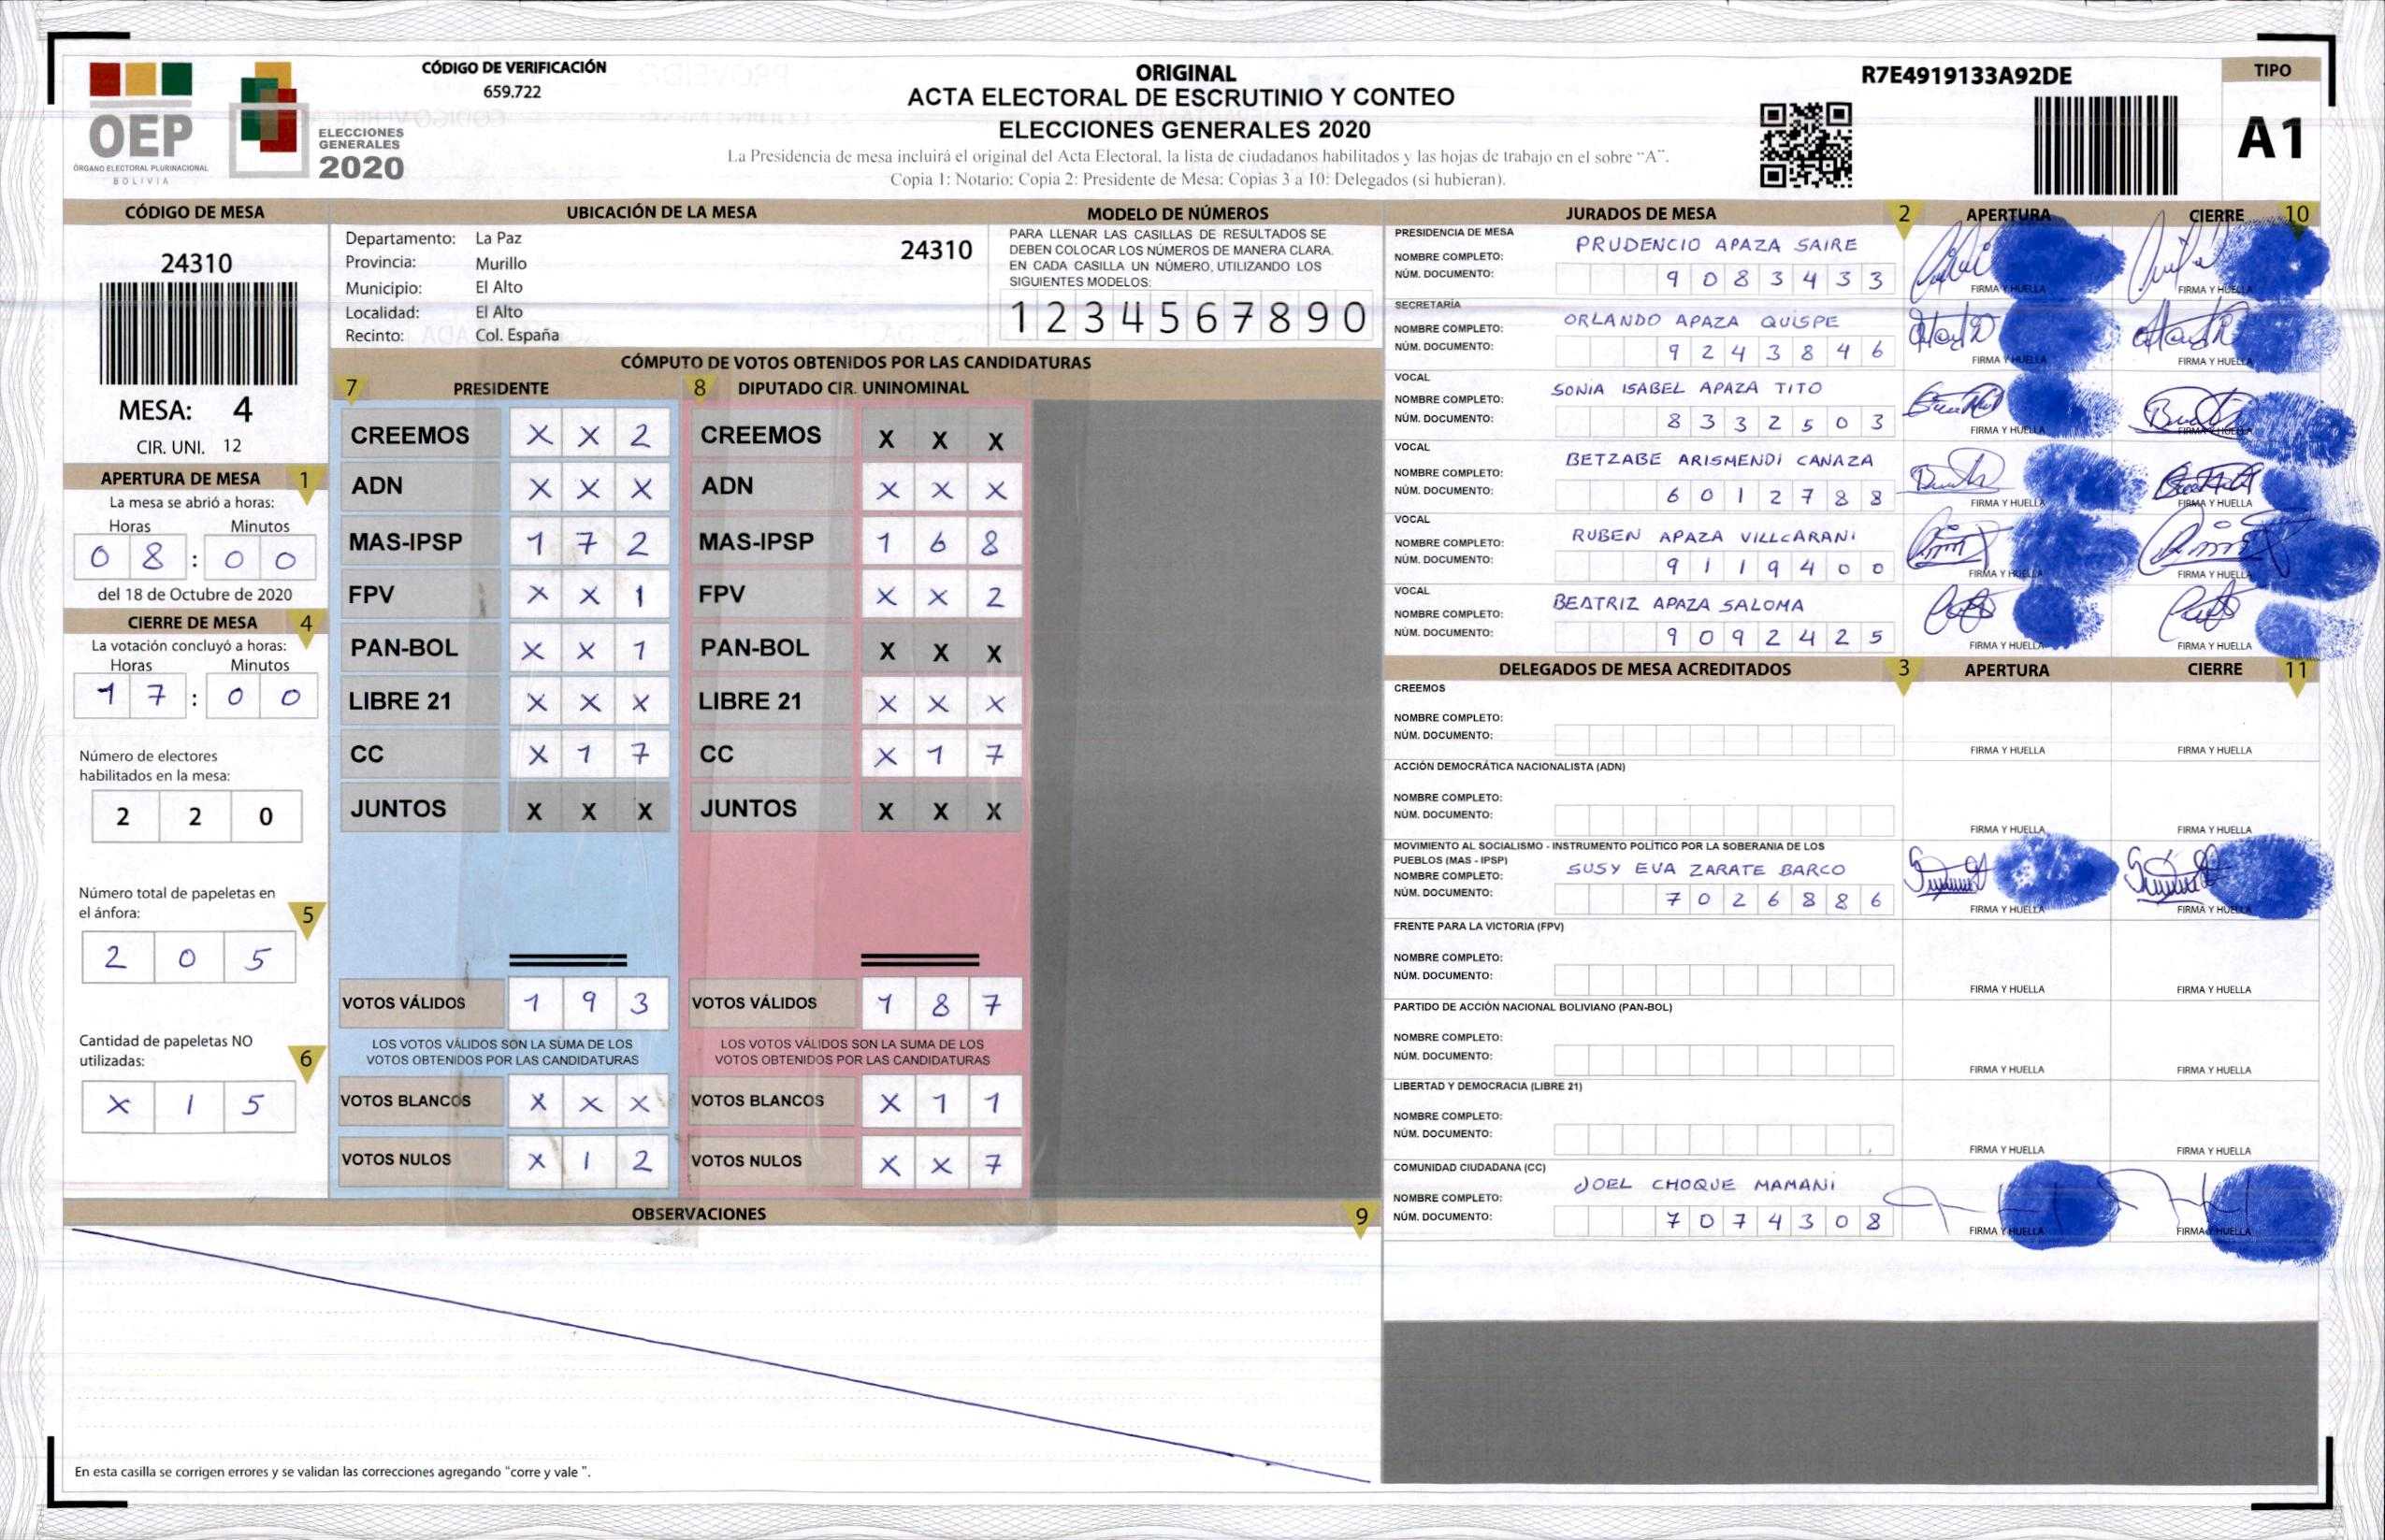 OEP
ÓRGANO ELECTORAL PLURINACIONAL
BOLIVIA
ELECCIONES
GENERALES
2020
CÓDIGO DE VERIFICACIÓN
659.722
ORIGINAL
ACTA ELECTORAL DE ESCRUTINIO Y CONTEO
ELECCIONES GENERALES 2020
La Presidencia de mesa incluirá el original del Acta Electoral, la lista de ciudadanos habilitados y las hojas de trabajo en el sobre "A".
Copia 1: Notario; Copia 2: Presidente de Mesa; Copias 3 a 10: Delegados (si hubieran).
R7E4919133A92DE
TIPO
A1
CÓDIGO DE MESA
24310
MESA: 4
CIR. UNI. 12
APERTURA DE MESA 1
La mesa se abrió a horas:
Horas Minutos
0 8 : 0 0
del 18 de Octubre de 2020
CIERRE DE MESA 4
La votación concluyó a horas:
Horas Minutos
1 7 : 0 0
Número de electores
habilitados en la mesa:
2 2 0
Número total de papeletas en
el ánfora: 5
2 0 5
Cantidad de papeletas NO
utilizadas: 6
X 1 5
UBICACIÓN DE LA MESA
Departamento: La Paz
24310
Provincia: Murillo
Municipio: El Alto
Localidad: El Alto
Recinto: Col. España
MODELO DE NÚMEROS
PARA LLENAR LAS CASILLAS DE RESULTADOS SE
DEBEN COLOCAR LOS NÚMEROS DE MANERA CLARA.
EN CADA CASILLA UN NÚMERO, UTILIZANDO LOS
SIGUIENTES MODELOS:
1 2 3 4 5 6 7 8 9 0
CÓMPUTO DE VOTOS OBTENIDOS POR LAS CANDIDATURAS
7 PRESIDENTE
CREEMOS X X 2
ADN X X X
MAS-IPSP 1 7 2
FPV X X 1
PAN-BOL X X 1
LIBRE 21 X X X
CC X 1 7
JUNTOS X X X
VOTOS VÁLIDOS 1 9 3
LOS VOTOS VÁLIDOS SON LA SUMA DE LOS
VOTOS OBTENIDOS POR LAS CANDIDATURAS
VOTOS BLANCOS X X X
VOTOS NULOS X 1 2
8 DIPUTADO CIR. UNINOMINAL
CREEMOS X X X
ADN X X X
MAS-IPSP 1 6 8
FPV X X 2
PAN-BOL X X X
LIBRE 21 X X X
CC X 1 7
JUNTOS X X X
VOTOS VÁLIDOS 1 8 7
LOS VOTOS VÁLIDOS SON LA SUMA DE LOS
VOTOS OBTENIDOS POR LAS CANDIDATURAS
VOTOS BLANCOS X 1 1
VOTOS NULOS X X 7
OBSERVACIONES 9
En esta casilla se corrigen errores y se validan las correcciones agregando "corre y vale ".
JURADOS DE MESA 2 APERTURA CIERRE 10
PRESIDENCIA DE MESA
NOMBRE COMPLETO: PRUDENCIO APAZA SAIRE
NÚM. DOCUMENTO: 9 0 8 3 4 3 3
FIRMA Y HUELLA FIRMA Y HUELLA
SECRETARÍA
NOMBRE COMPLETO: ORLANDO APAZA QUISPE
NÚM. DOCUMENTO: 9 2 4 3 8 4 6
FIRMA Y HUELLA FIRMA Y HUELLA
VOCAL
NOMBRE COMPLETO: SONIA ISABEL APAZA TITO
NÚM. DOCUMENTO: 8 3 3 2 5 0 3
FIRMA Y HUELLA FIRMA Y HUELLA
VOCAL
NOMBRE COMPLETO: BETZABE ARISMENDI CANAZA
NÚM. DOCUMENTO: 6 0 1 2 7 8 8
FIRMA Y HUELLA FIRMA Y HUELLA
VOCAL
NOMBRE COMPLETO: RUBEN APAZA VILLCARANI
NÚM. DOCUMENTO: 9 1 1 9 4 0 0
FIRMA Y HUELLA FIRMA Y HUELLA
VOCAL
NOMBRE COMPLETO: BEATRIZ APAZA SALOMA
NÚM. DOCUMENTO: 9 0 9 2 4 2 5
FIRMA Y HUELLA FIRMA Y HUELLA
DELEGADOS DE MESA ACREDITADOS 3 APERTURA CIERRE 11
CREEMOS
NOMBRE COMPLETO:
NÚM. DOCUMENTO:
FIRMA Y HUELLA FIRMA Y HUELLA
ACCIÓN DEMOCRÁTICA NACIONALISTA (ADN)
NOMBRE COMPLETO:
NÚM. DOCUMENTO:
FIRMA Y HUELLA FIRMA Y HUELLA
MOVIMIENTO AL SOCIALISMO - INSTRUMENTO POLÍTICO POR LA SOBERANIA DE LOS
PUEBLOS (MAS - IPSP)
NOMBRE COMPLETO: SUSY EVA ZARATE BARCO
NÚM. DOCUMENTO: 7 0 2 6 8 8 6
FIRMA Y HUELLA FIRMA Y HUELLA
FRENTE PARA LA VICTORIA (FPV)
NOMBRE COMPLETO:
NÚM. DOCUMENTO:
FIRMA Y HUELLA FIRMA Y HUELLA
PARTIDO DE ACCIÓN NACIONAL BOLIVIANO (PAN-BOL)
NOMBRE COMPLETO:
NÚM. DOCUMENTO:
FIRMA Y HUELLA FIRMA Y HUELLA
LIBERTAD Y DEMOCRACIA (LIBRE 21)
NOMBRE COMPLETO:
NÚM. DOCUMENTO:
FIRMA Y HUELLA FIRMA Y HUELLA
COMUNIDAD CIUDADANA (CC)
NOMBRE COMPLETO: JOEL CHOQUE MAMANI
NÚM. DOCUMENTO: 7 0 7 4 3 0 8
FIRMA Y HUELLA FIRMA Y HUELLA